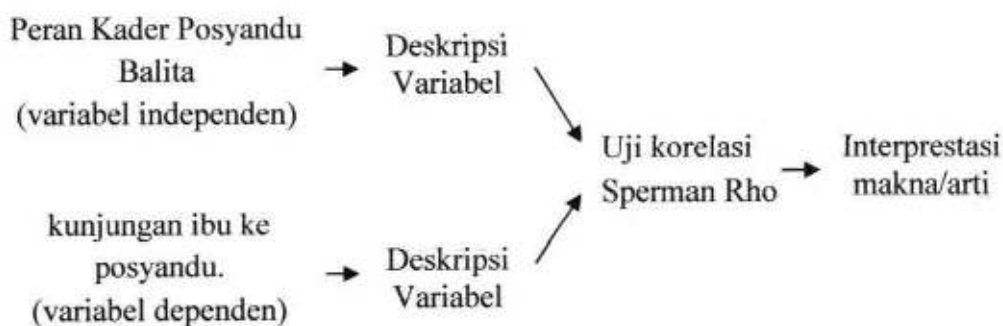 Peran Kader Posyandu
Balita
(variabel independen)
Deskripsi
Variabel
kunjungan ibu ke
posyandu.
(variabel dependen)
Deskripsi
Variabel
Uji korelasi
Sperman Rho
Interprestasi
makna/arti